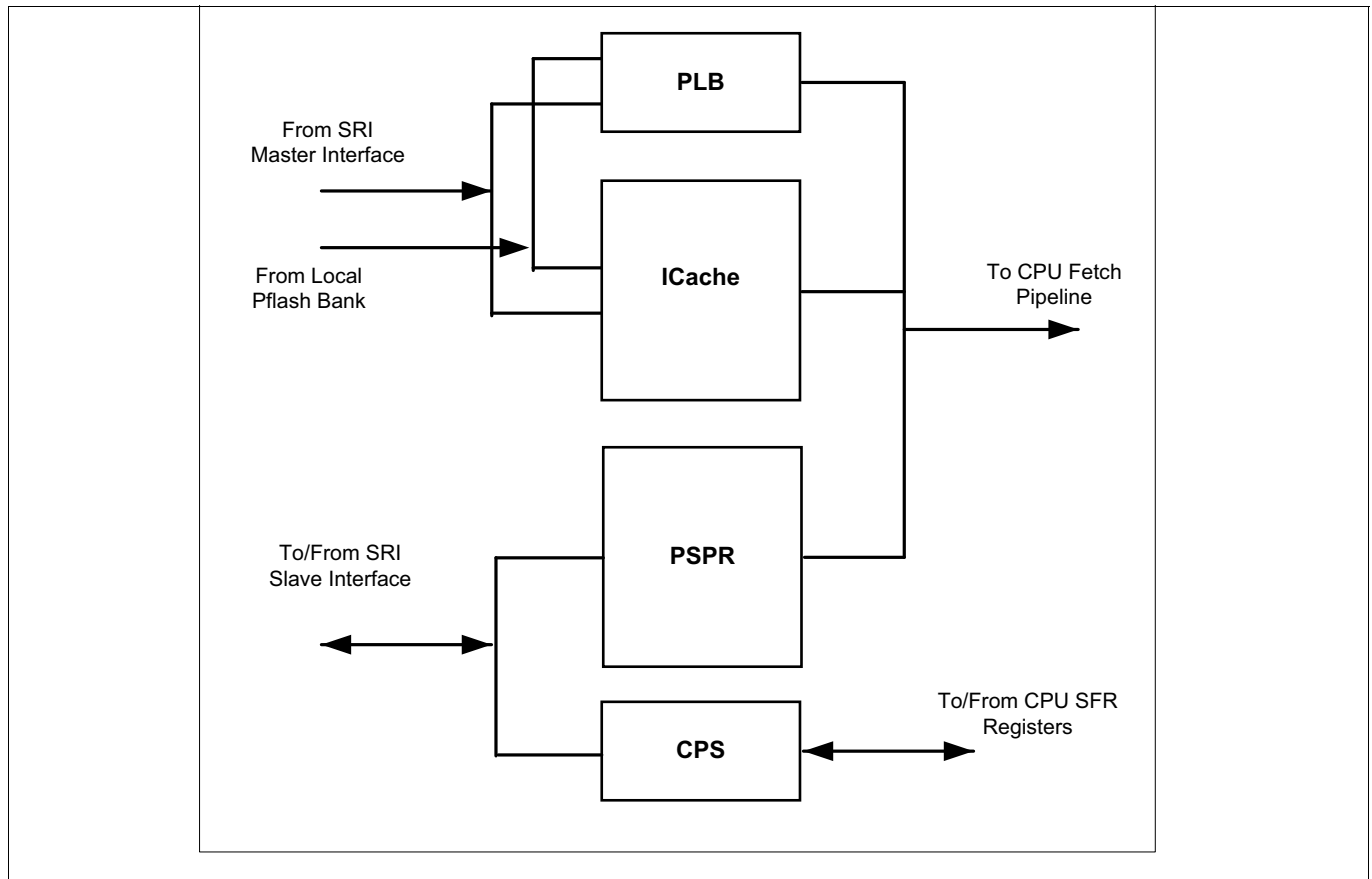 PLB
From SRI
Master Interface
From Local
Pflash Bank
ICache
To CPU Fetch
Pipeline
To/From SRI
Slave Interface
PSPR
To/From CPU SFR
Registers
CPS